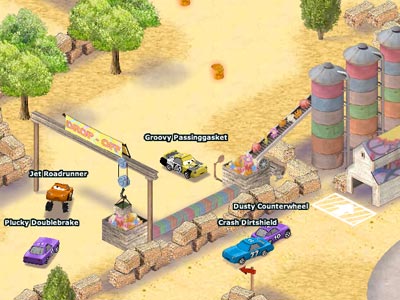 DROP-OFF
Groovy Passinggasket
Jet Roadrunner
Dusty Counterwheel
Plucky Doublebrake
Crash Dirtshield